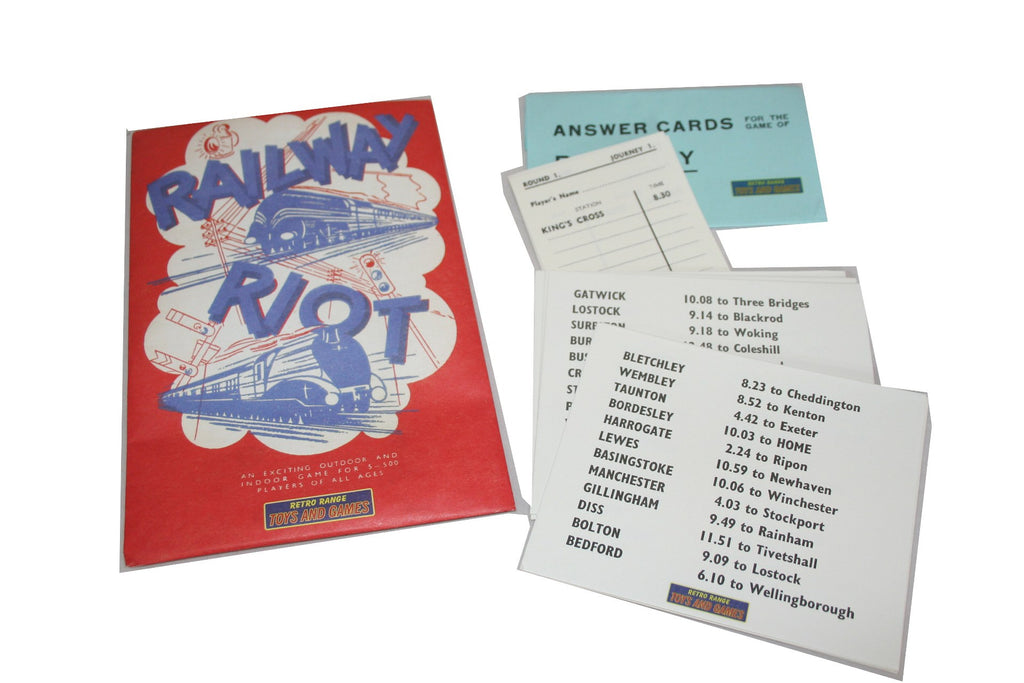 RAILWAY
RIOT
AN EXCITING OUTDOOR AND
INDOOR GAME FOR 5-500
PLAYERS OF ALL AGES
RETRO RANGE
TOYS AND GAMES
ANSWER CARDS FOR THE GAME OF
RETRO RANGE
TOYS AND GAMES
ROUND 1. JOURNEY 1.
Player's Name
STATION TIME
KING'S CROSS 8.30
GATWICK 10.08 to Three Bridges
LOSTOCK 9.14 to Blackrod
9.18 to Woking
to Coleshill
BLETCHLEY 8.23 to Cheddington
WEMBLEY 8.52 to Kenton
TAUNTON 4.42 to Exeter
BORDESLEY 10.03 to HOME
HARROGATE 2.24 to Ripon
LEWES 10.59 to Newhaven
BASINGSTOKE 10.06 to Winchester
MANCHESTER 4.03 to Stockport
GILLINGHAM 9.49 to Rainham
DISS 11.51 to Tivetshall
BOLTON 9.09 to Lostock
BEDFORD 6.10 to Wellingborough
RETRO RANGE
TOYS AND GAMES